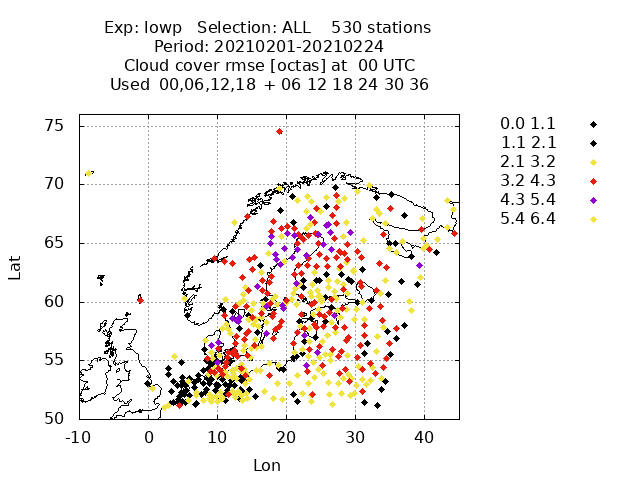 Exp: lowp   Selection: ALL    530 stations
Period: 20210201-20210224
Cloud cover rmse [octas] at  00 UTC
Used  00,06,12,18  + 06 12 18 24 30 36
0.0 1.1
1.1 2.1
2.1 3.2
3.2 4.3
4.3 5.4
5.4 6.4
75
70
65
60
55
50
Lat
-10 0 10 20 30 40
Lon